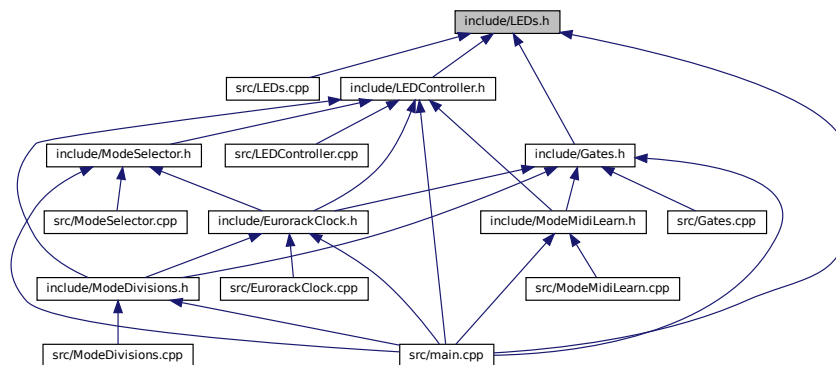 include/LEDs.h
src/LEDs.cpp
include/LEDController.h
include/ModeSelector.h
src/LEDController.cpp
include/Gates.h
src/ModeSelector.cpp
include/EurorackClock.h
include/ModeMidiLearn.h
src/Gates.cpp
include/ModeDivisions.h
src/EurorackClock.cpp
src/ModeMidiLearn.cpp
src/ModeDivisions.cpp
src/main.cpp